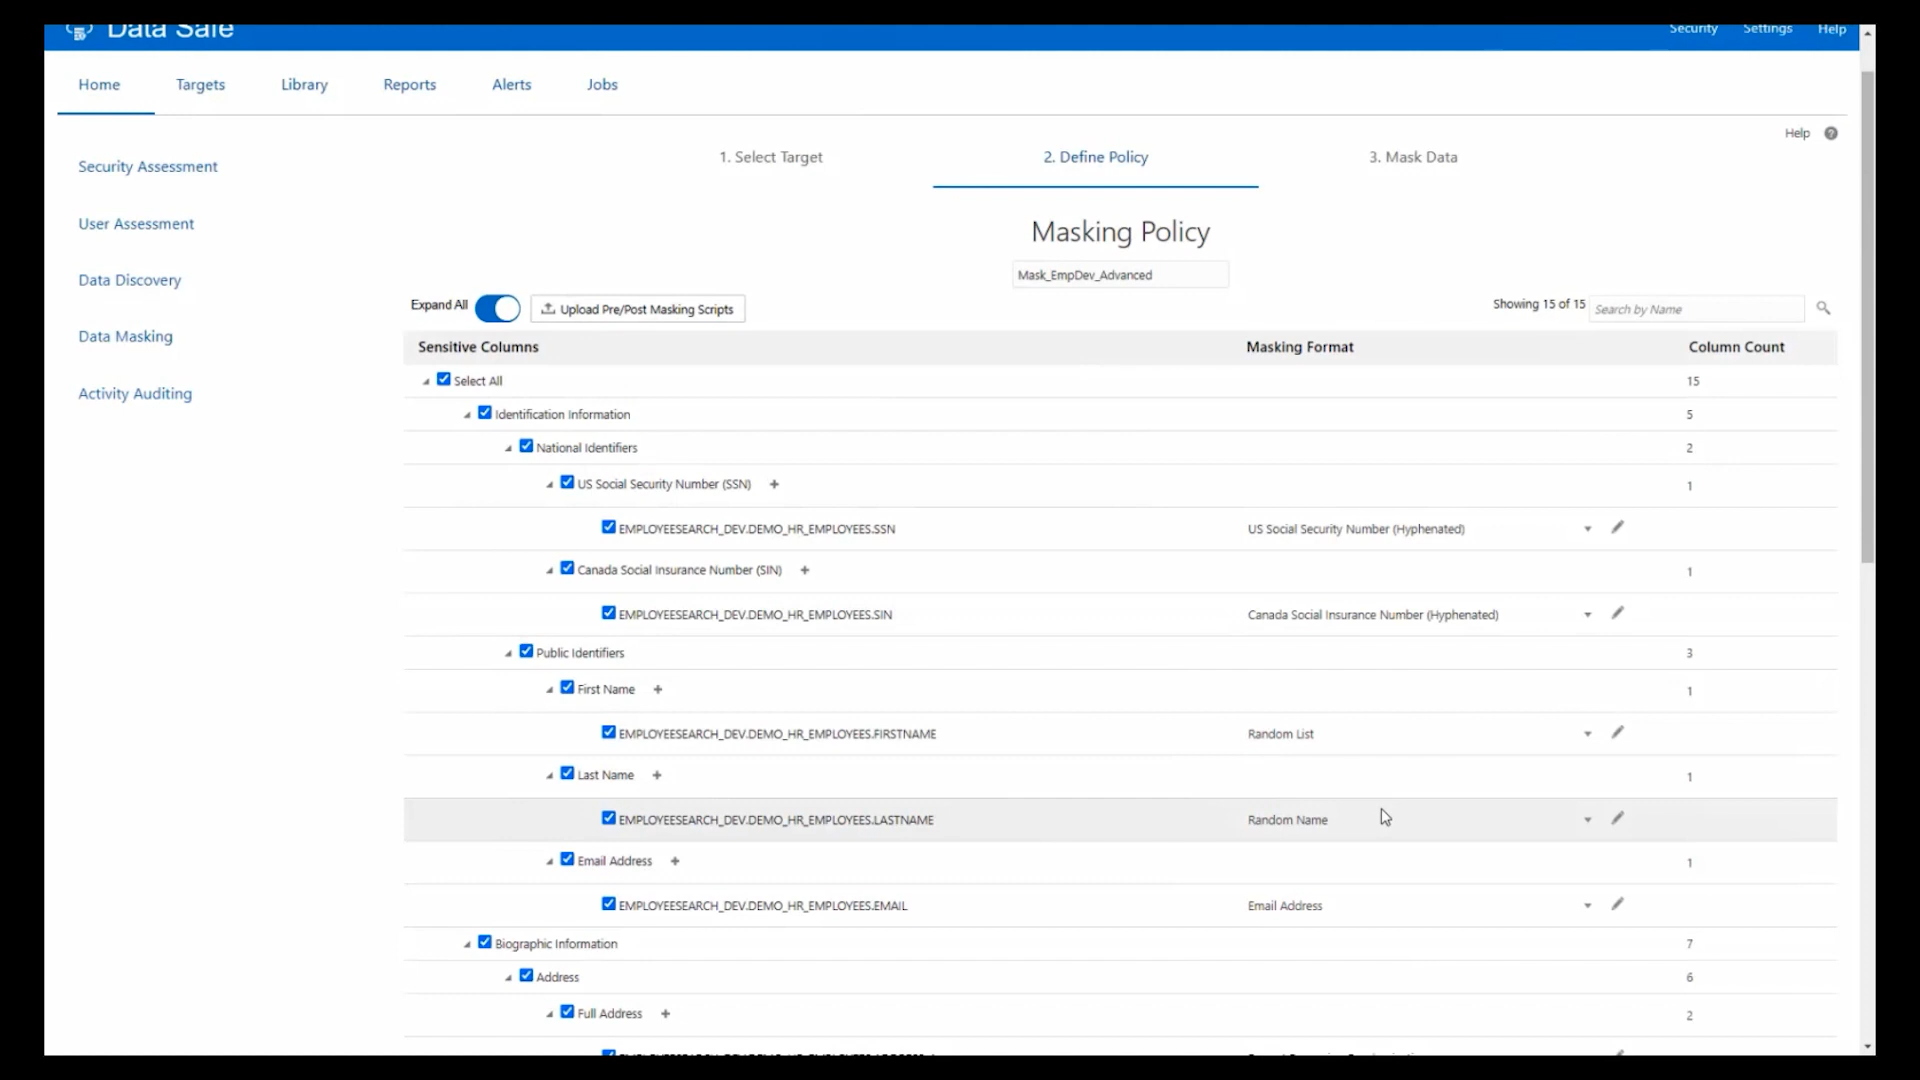 Data Safe
Security Settings Help
Home Targets Library Reports Alerts Jobs
Help
1. Select Target 2. Define Policy 3. Mask Data
Security Assessment
User Assessment
Data Discovery
Data Masking
Activity Auditing
Masking Policy
Mask_EmpDev_Advanced
Expand All Upload Pre/Post Masking Scripts Showing 15 of 15 Search by Name
Sensitive Columns Masking Format Column Count
Select All 15
Identification Information 5
National Identifiers 2
US Social Security Number (SSN) + 1
EMPLOYEESEARCH_DEV.DEMO_HR_EMPLOYEES.SSN US Social Security Number (Hyphenated)
Canada Social Insurance Number (SIN) + 1
EMPLOYEESEARCH_DEV.DEMO_HR_EMPLOYEES.SIN Canada Social Insurance Number (Hyphenated)
Public Identifiers 3
First Name + 1
EMPLOYEESEARCH_DEV.DEMO_HR_EMPLOYEES.FIRSTNAME Random List
Last Name + 1
EMPLOYEESEARCH_DEV.DEMO_HR_EMPLOYEES.LASTNAME Random Name
Email Address + 1
EMPLOYEESEARCH_DEV.DEMO_HR_EMPLOYEES.EMAIL Email Address
Biographic Information 7
Address 6
Full Address + 2